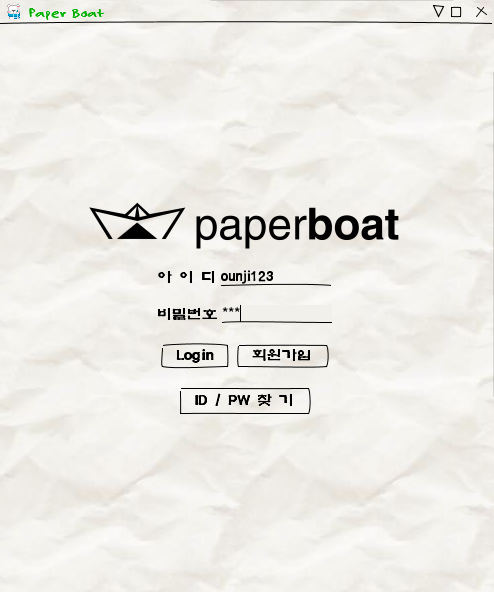 Paper Boat
paperboat
아 이 디 ounji123
비밀번호 ***
Login 회원가입
ID / PW 찾 기